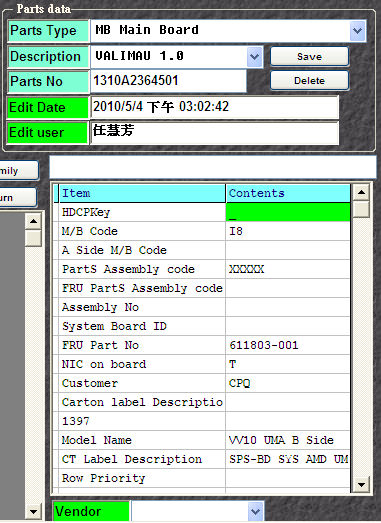 Parts data
Parts Type MB Main Board
Description VALIMAU 1.0 Save
Parts No 1310A2364501 Delete
Edit Date 2010/5/4 下午 03:02:42
Edit user 任慧芳
mily
urn
Item Contents
HDCPKey _
M/B Code I8
A Side M/B Code
PartS Assembly code XXXXX
FRU PartS Assembly code
Assembly No
System Board ID
FRU Part No 611803-001
NIC on board T
Customer CPQ
Carton label Descriptio
1397
Model Name VV10 UMA B Side
CT Label Description SPS-BD SYS AMD UM
Row Priority
Vendor